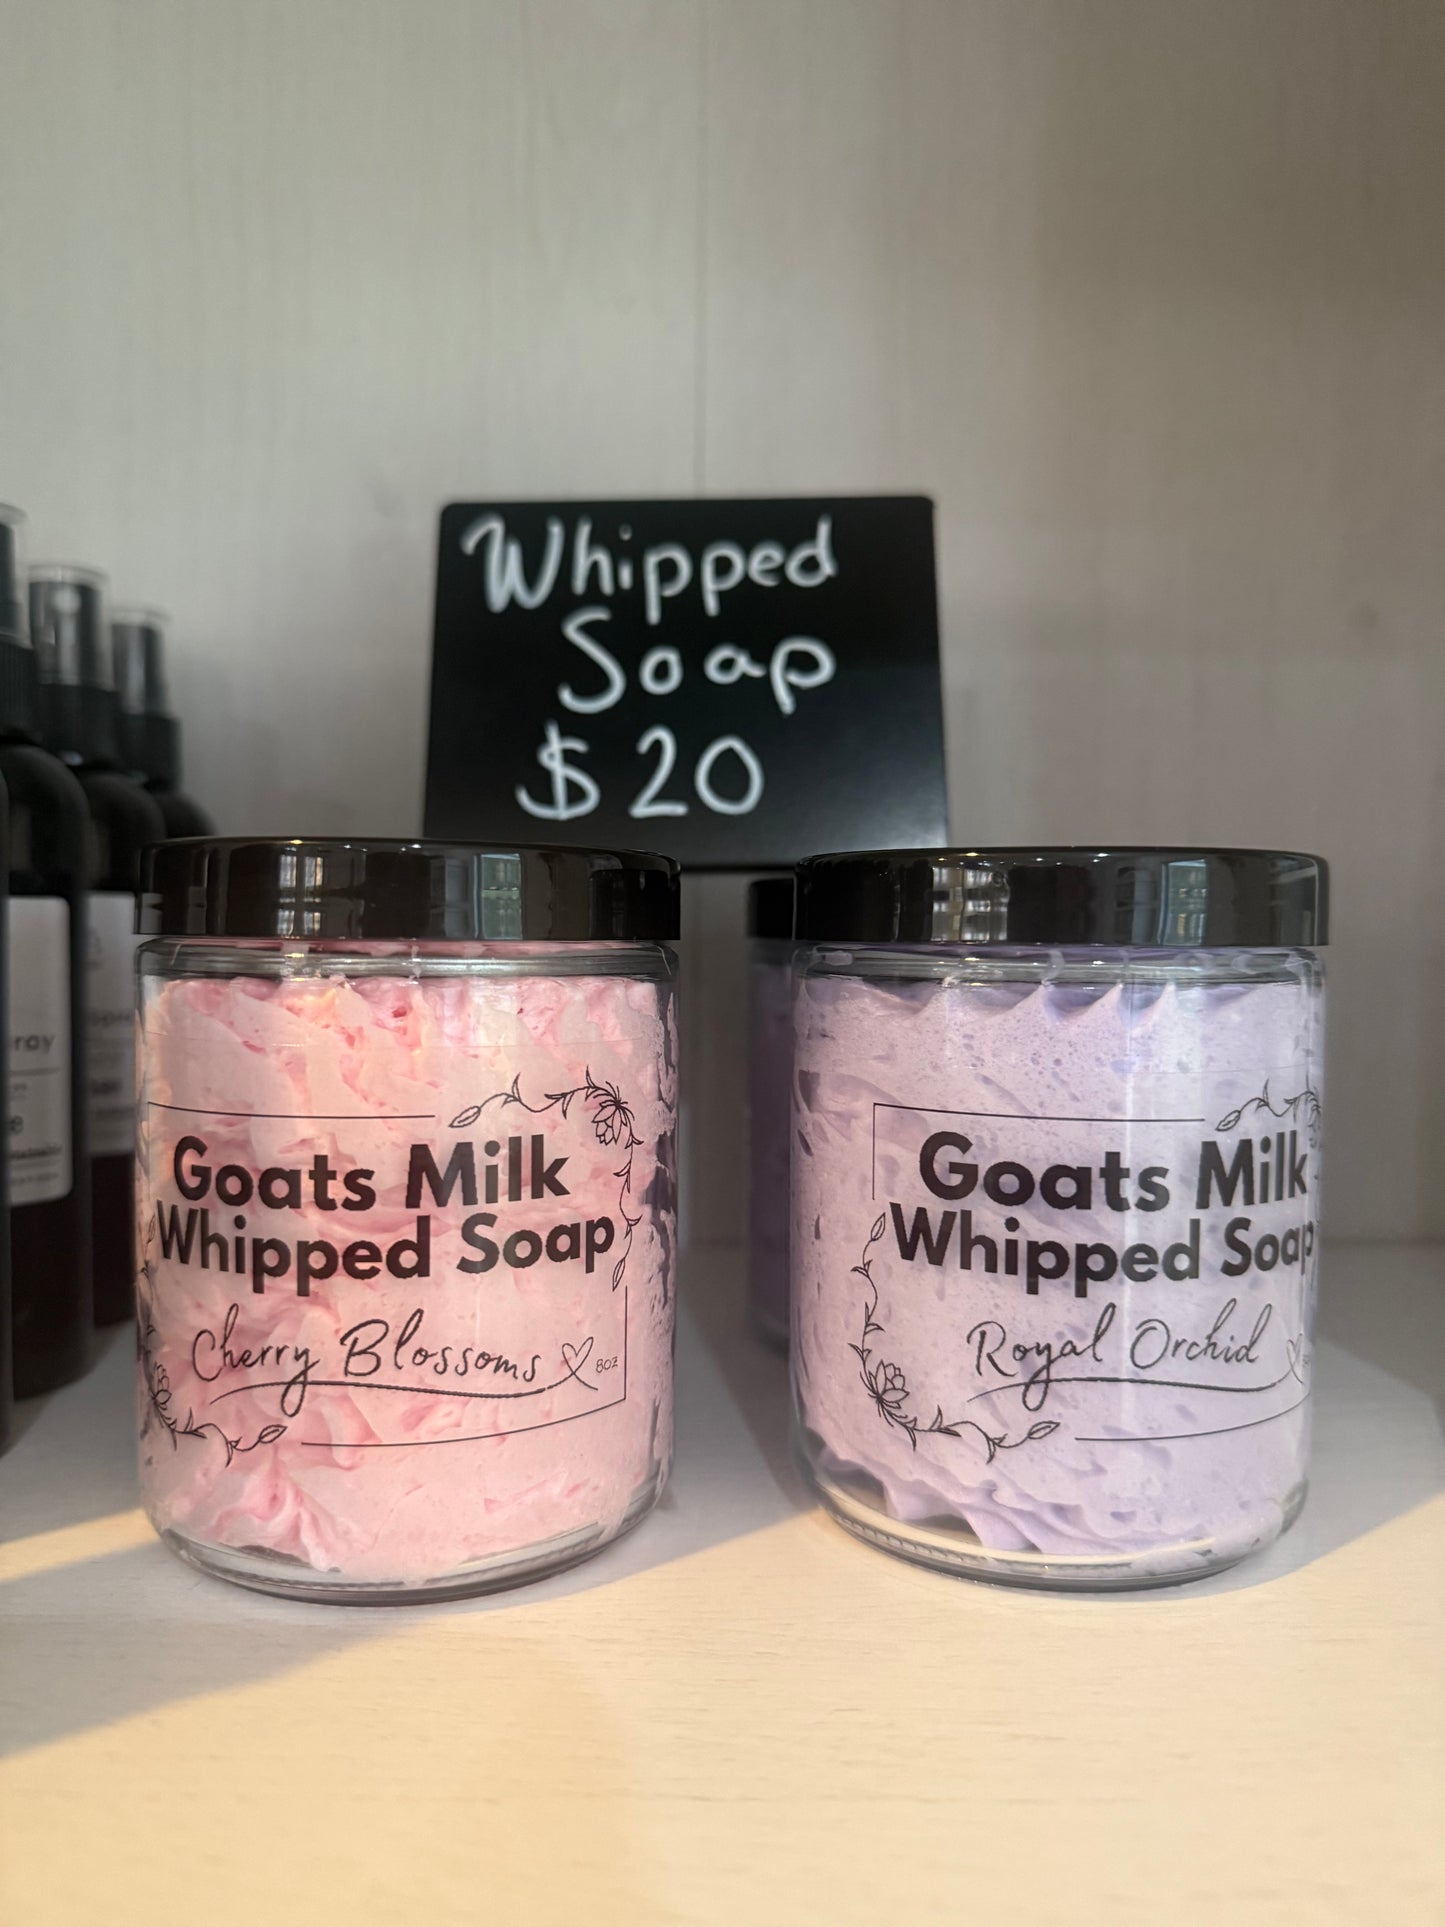 Whipped
Soap
$20
Goats Milk
Whipped Soap
Cherry Blossoms
8OZ
Goats Milk
Whipped Soap
Royal Orchid